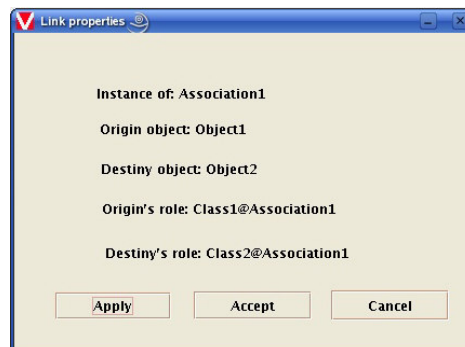 Link properties
Instance of: Association1
Origin object: Object1
Destiny object: Object2
Origin's role: Class1@Association1
Destiny's role: Class2@Association1
Apply Accept Cancel